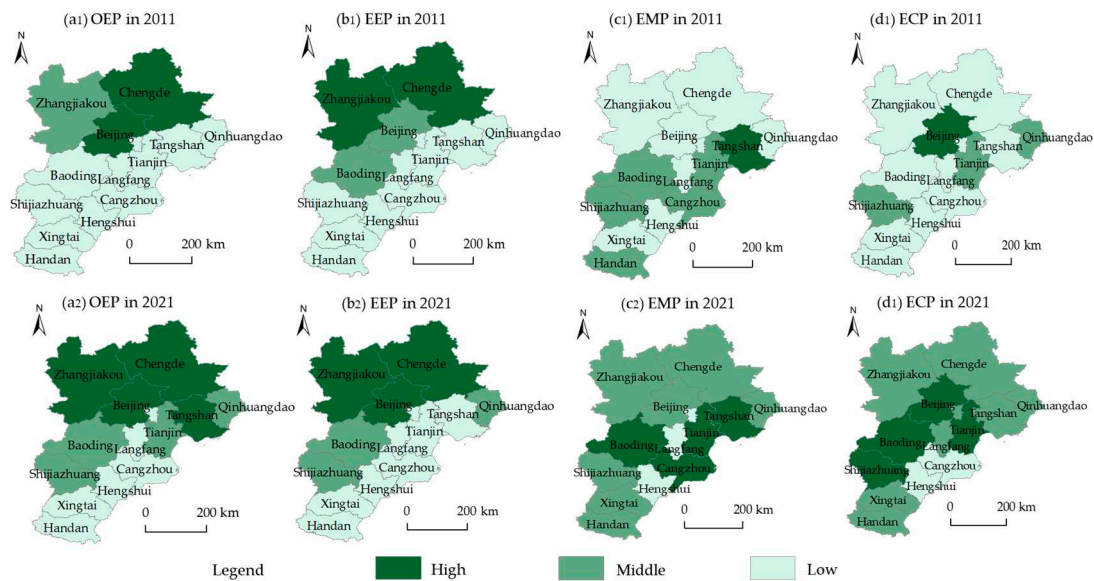 (a1) OEP in 2011
(b1) EEP in 2011
(c1) EMP in 2011
(d1) ECP in 2011
N
Zhangjiakou
Chengde
Beijing
Qinhuangdao
Tangshan
Tianjin
Baoding
Langfang
Shijiazhuang
Cangzhou
Hengshui
Xingtai
Handan
0 200 km
N
Zhangjiakou
Chengde
Beijing
Qinhuangdao
Tangshan
Tianjin
Baoding
Langfang
Shijiazhuang
Cangzhou
Hengshui
Xingtai
Handan
0 200 km
N
Zhangjiakou
Chengde
Beijing
Qinhuangdao
Tangshan
Tianjin
Baoding
Langfang
Shijiazhuang
Cangzhou
Hengshui
Xingtai
Handan
0 200 km
N
Zhangjiakou
Chengde
Beijing
Qinhuangdao
Tangshan
Tianjin
Baoding
Langfang
Shijiazhuang
Cangzhou
Hengshui
Xingtai
Handan
0 200 km
(a2) OEP in 2021
(b2) EEP in 2021
(c2) EMP in 2021
(d1) ECP in 2021
N
Zhangjiakou
Chengde
Beijing
Qinhuangdao
Tangshan
Tianjin
Baoding
Langfang
Shijiazhuang
Cangzhou
Hengshui
Xingtai
Handan
0 200 km
N
Zhangjiakou
Chengde
Beijing
Qinhuangdao
Tangshan
Tianjin
Baoding
Langfang
Shijiazhuang
Cangzhou
Hengshui
Xingtai
Handan
0 200 km
N
Zhangjiakou
Chengde
Beijing
Qinhuangdao
Tangshan
Tianjin
Baoding
Langfang
Shijiazhuang
Cangzhou
Hengshui
Xingtai
Handan
0 200 km
N
Zhangjiakou
Chengde
Beijing
Qinhuangdao
Tangshan
Tianjin
Baoding
Langfang
Shijiazhuang
Cangzhou
Hengshui
Xingtai
Handan
0 200 km
Legend High Middle Low